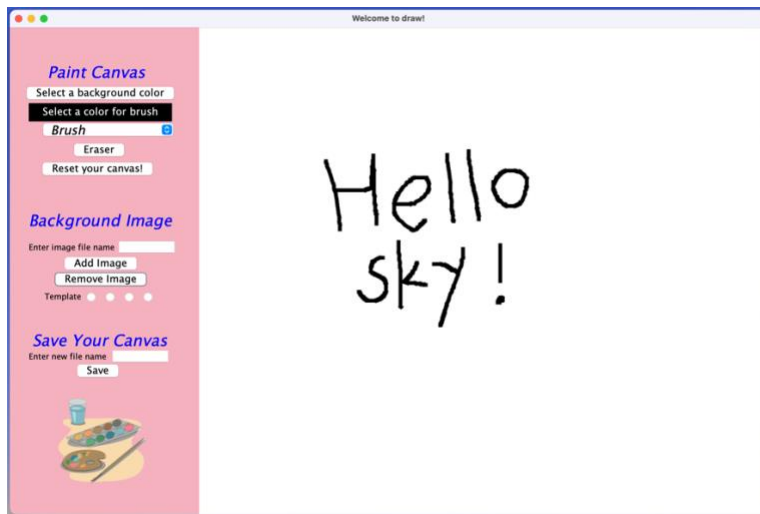 Welcome to draw!
Paint Canvas
Select a background color
Select a color for brush
Brush
Eraser
Reset your canvas!
Background Image
Enter image file name
Add Image
Remove Image
Template
Save Your Canvas
Enter new file name
Save
Hello
sky!